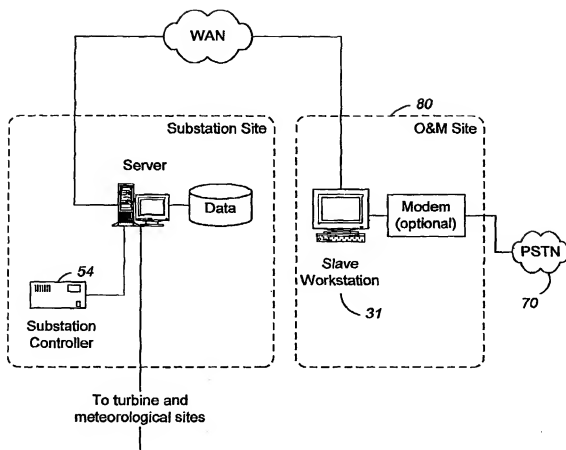 WAN
80
Substation Site
O&M Site
Server
Data
Modem
(optional)
PSTN
70
Slave
Workstation
31
54
Substation
Controller
To turbine and
meteorological sites